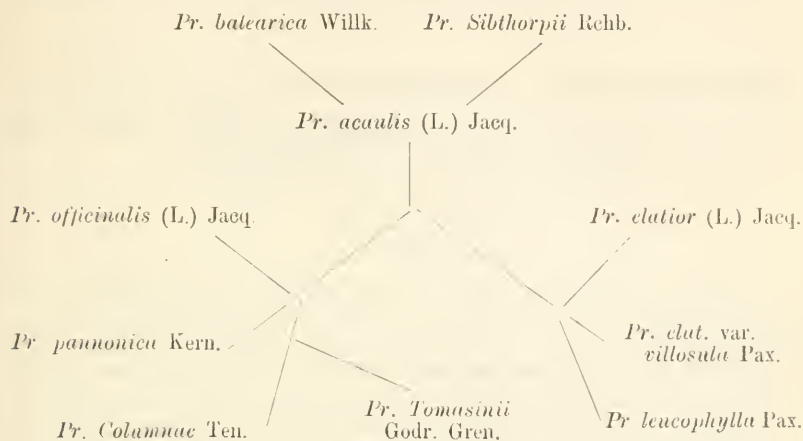 Pr. balearica Willk. Pr. Sibthorpii Rchb.
Pr. acaulis (L.) Jacq.
Pr. officinalis (L.) Jacq. Pr. elatior (L.) Jacq.
Pr pannonica Kern. Pr. elat. var.
villosula Pax.
Pr. Columnae Ten. Pr. Tomasinii
Godr. Gren. Pr leucophylla Pax.